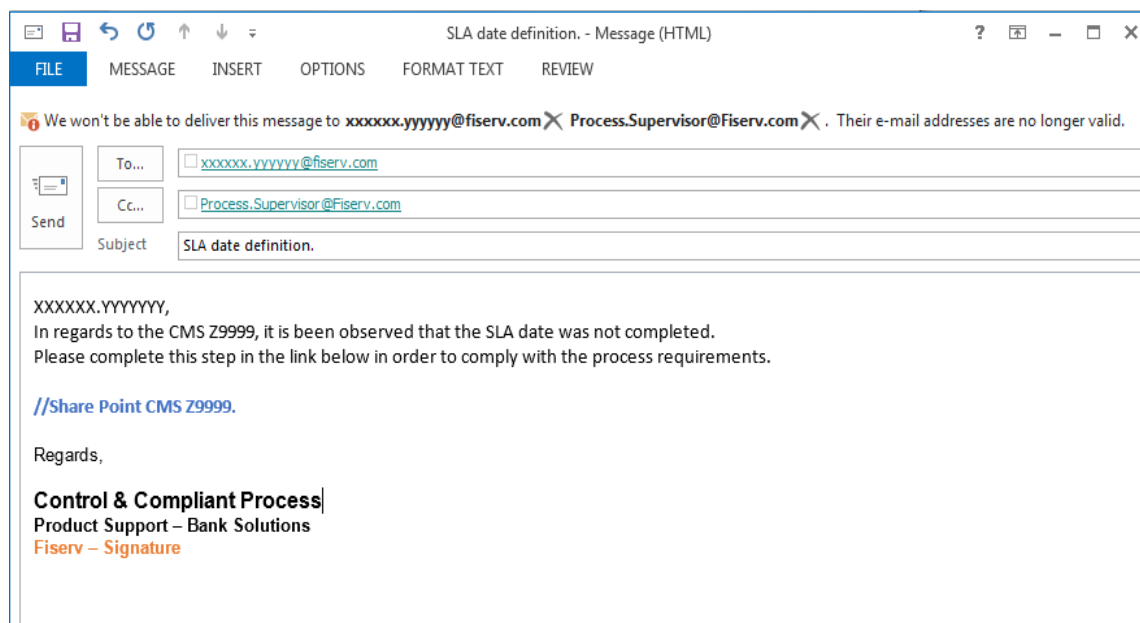 SLA date definition. - Message (HTML)
FILE MESSAGE INSERT OPTIONS FORMAT TEXT REVIEW
We won't be able to deliver this message to xxxxxx.yyyyyy@fiserv.com Process.Supervisor@Fiserv.com . Their e-mail addresses are no longer valid.
To... xxxxxx.yyyyyy@fiserv.com
Cc... Process.Supervisor@Fiserv.com
Send
Subject SLA date definition.
XXXXXX.YYYYYYY,
In regards to the CMS Z9999, it is been observed that the SLA date was not completed.
Please complete this step in the link below in order to comply with the process requirements.
//Share Point CMS Z9999.
Regards,
Control & Compliant Process
Product Support – Bank Solutions
Fiserv – Signature